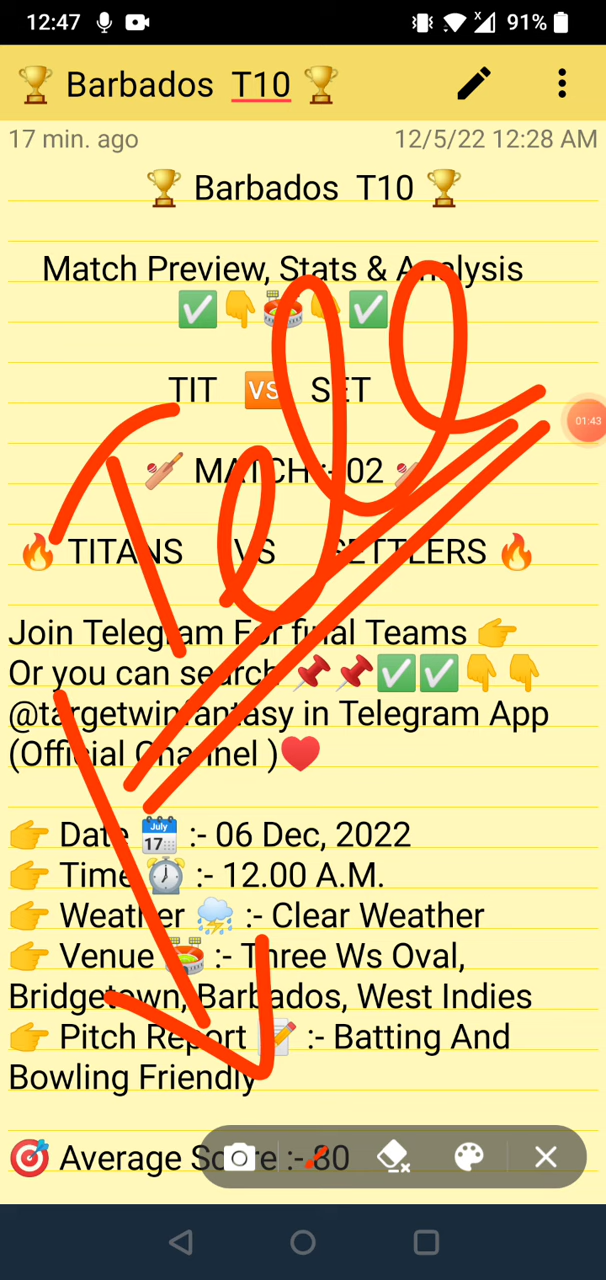 12:47
91%
🏆 Barbados T10 🏆
17 min. ago 12/5/22 12:28 AM
🏆 Barbados T10 🏆
Match Preview, Stats & Analysis
✅👇🏟👇✅
TIT 🆚 SET
🏏 MATCH :- 02 🏏
🔥 TITANS VS SETTLERS 🔥
Join Telegram For final Teams 👉
Or you can search 📌📌✅✅👇👇
@targetwinfantasy in Telegram App
(Official Channel )❤️
👉 Date 📅 :- 06 Dec, 2022
👉 Time ⏰ :- 12.00 A.M.
👉 Weather ⛈ :- Clear Weather
👉 Venue 🏟 :- Three Ws Oval,
Bridgetown, Barbados, West Indies
👉 Pitch Report 📝 :- Batting And
Bowling Friendly
🎯 Average Score :- 80
Tele
01:43